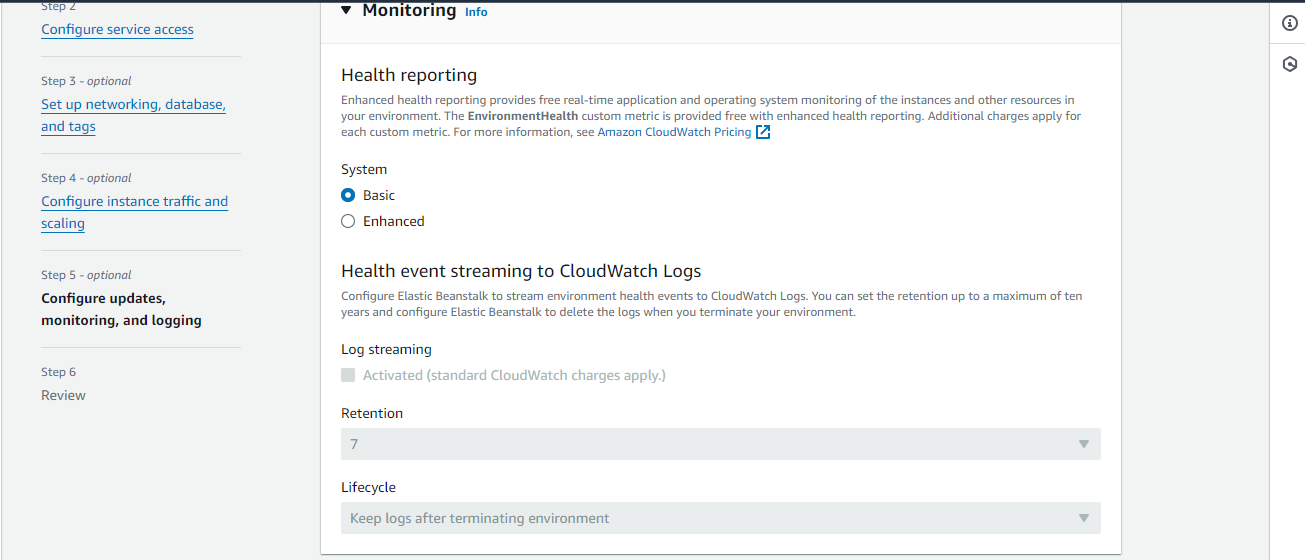 Step 2
Configure service access
Step 3 - optional
Set up networking, database,
and tags
Step 4 - optional
Configure instance traffic and
scaling
Step 5 - optional
Configure updates,
monitoring, and logging
Step 6
Review
Monitoring Info
Health reporting
Enhanced health reporting provides free real-time application and operating system monitoring of the instances and other resources in
your environment. The EnvironmentHealth custom metric is provided free with enhanced health reporting. Additional charges apply for
each custom metric. For more information, see Amazon CloudWatch Pricing
System
Basic
Enhanced
Health event streaming to CloudWatch Logs
Configure Elastic Beanstalk to stream environment health events to CloudWatch Logs. You can set the retention up to a maximum of ten
years and configure Elastic Beanstalk to delete the logs when you terminate your environment.
Log streaming
Activated (standard CloudWatch charges apply.)
Retention
7
Lifecycle
Keep logs after terminating environment